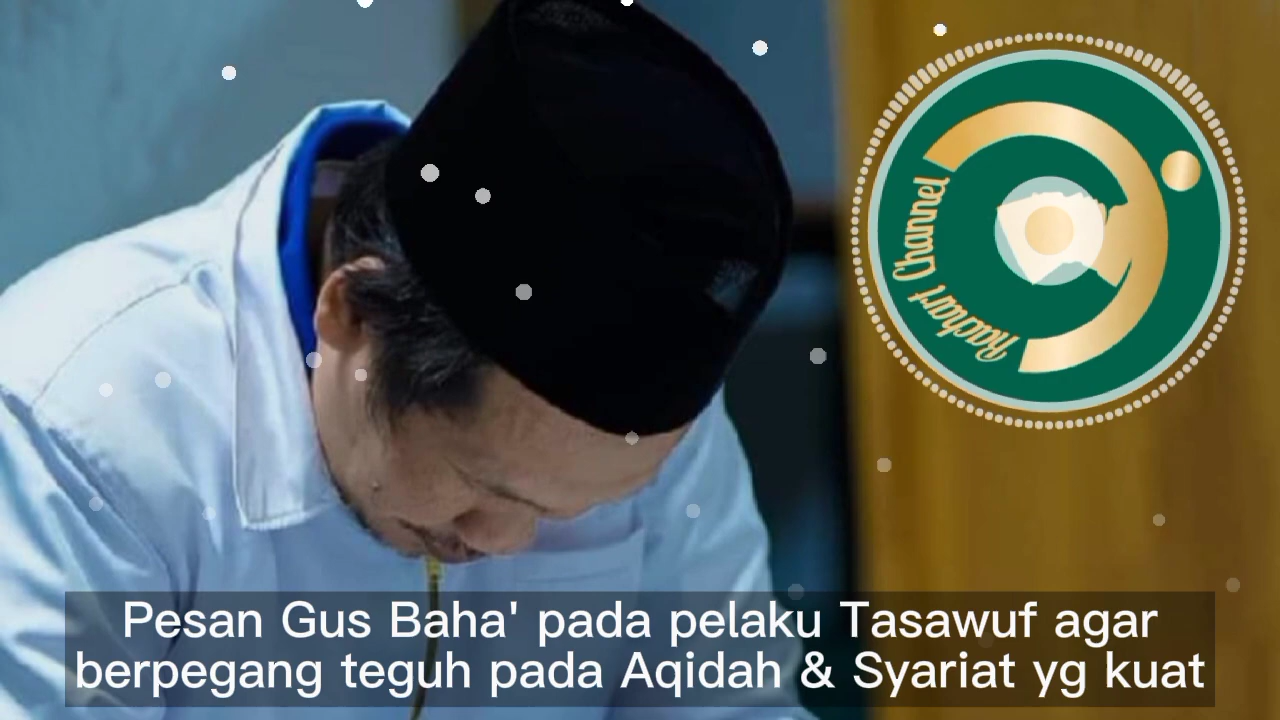 Rachart Channel
Pesan Gus Baha' pada pelaku Tasawuf agar
berpegang teguh pada Aqidah & Syariat yg kuat